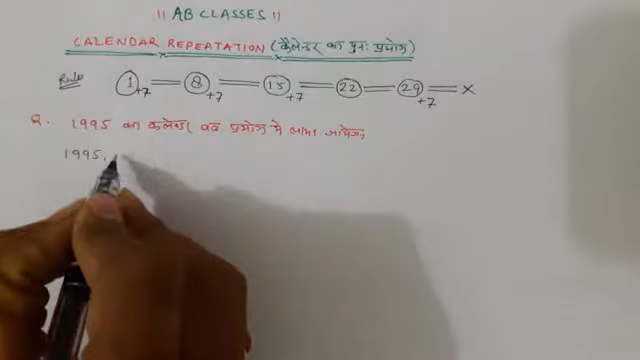 || AB CLASSES ||
CALENDAR REPEATATION (कैलेन्डर का पुनः प्रयोग)
Rule 1 8 15 22 29 X
+7 +7 +7 +7
Q. 1995 का कलेन्डर कब प्रयोग मे लाया जायेगा
1995,